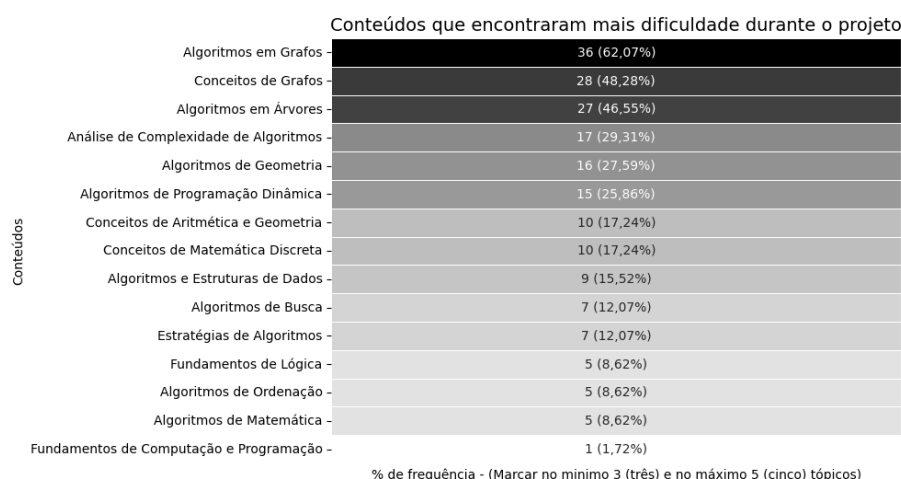 Conteúdos que encontraram mais dificuldade durante o projeto
Algoritmos em Grafos 36 (62,07%)
Conceitos de Grafos 28 (48,28%)
Algoritmos em Árvores 27 (46,55%)
Análise de Complexidade de Algoritmos 17 (29,31%)
Algoritmos de Geometria 16 (27,59%)
Algoritmos de Programação Dinâmica 15 (25,86%)
Conceitos de Aritmética e Geometria 10 (17,24%)
Conceitos de Matemática Discreta 10 (17,24%)
Algoritmos e Estruturas de Dados 9 (15,52%)
Algoritmos de Busca 7 (12,07%)
Estratégias de Algoritmos 7 (12,07%)
Fundamentos de Lógica 5 (8,62%)
Algoritmos de Ordenação 5 (8,62%)
Algoritmos de Matemática 5 (8,62%)
Fundamentos de Computação e Programação 1 (1,72%)
Conteúdos
% de frequência - (Marcar no minimo 3 (três) e no máximo 5 (cinco) tópicos)